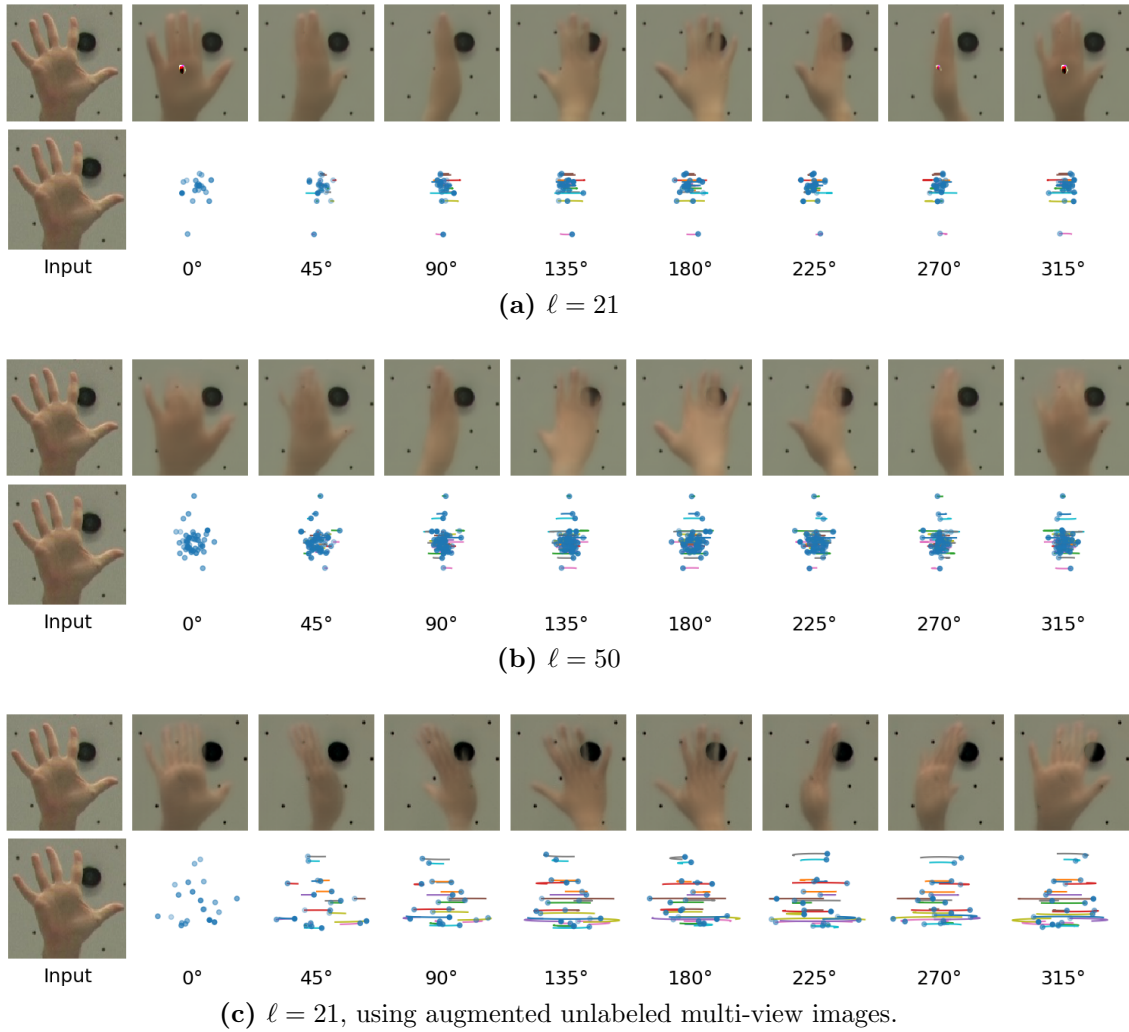 Input 0° 45° 90° 135° 180° 225° 270° 315°
(a) ℓ = 21
Input 0° 45° 90° 135° 180° 225° 270° 315°
(b) ℓ = 50
Input 0° 45° 90° 135° 180° 225° 270° 315°
(c) ℓ = 21, using augmented unlabeled multi-view images.